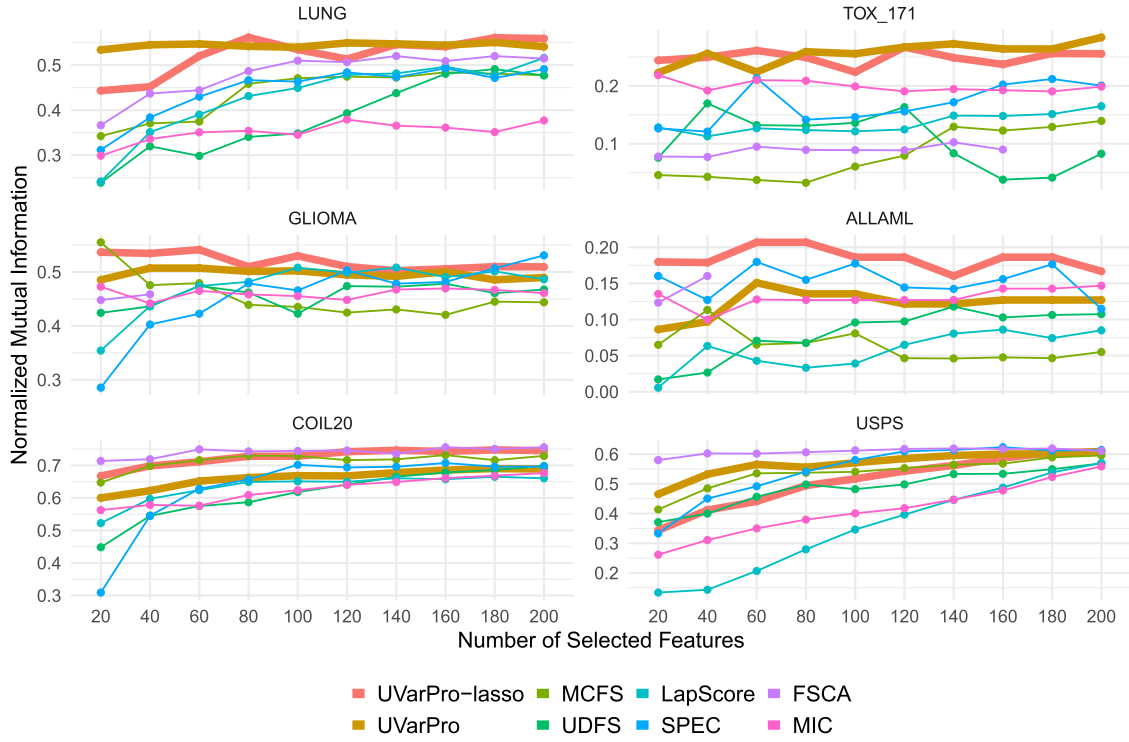 LUNG
TOX_171
0.5
0.4
0.3
0.2
0.1
GLIOMA
ALLAML
0.5
0.4
0.3
0.20
0.15
0.10
0.05
0.00
COIL20
USPS
0.7
0.6
0.5
0.4
0.3
0.6
0.5
0.4
0.3
0.2
20 40 60 80 100 120 140 160 180 200
20 40 60 80 100 120 140 160 180 200
Normalized Mutual Information
Number of Selected Features
UVarPro−lasso MCFS LapScore FSCA
UVarPro UDFS SPEC MIC